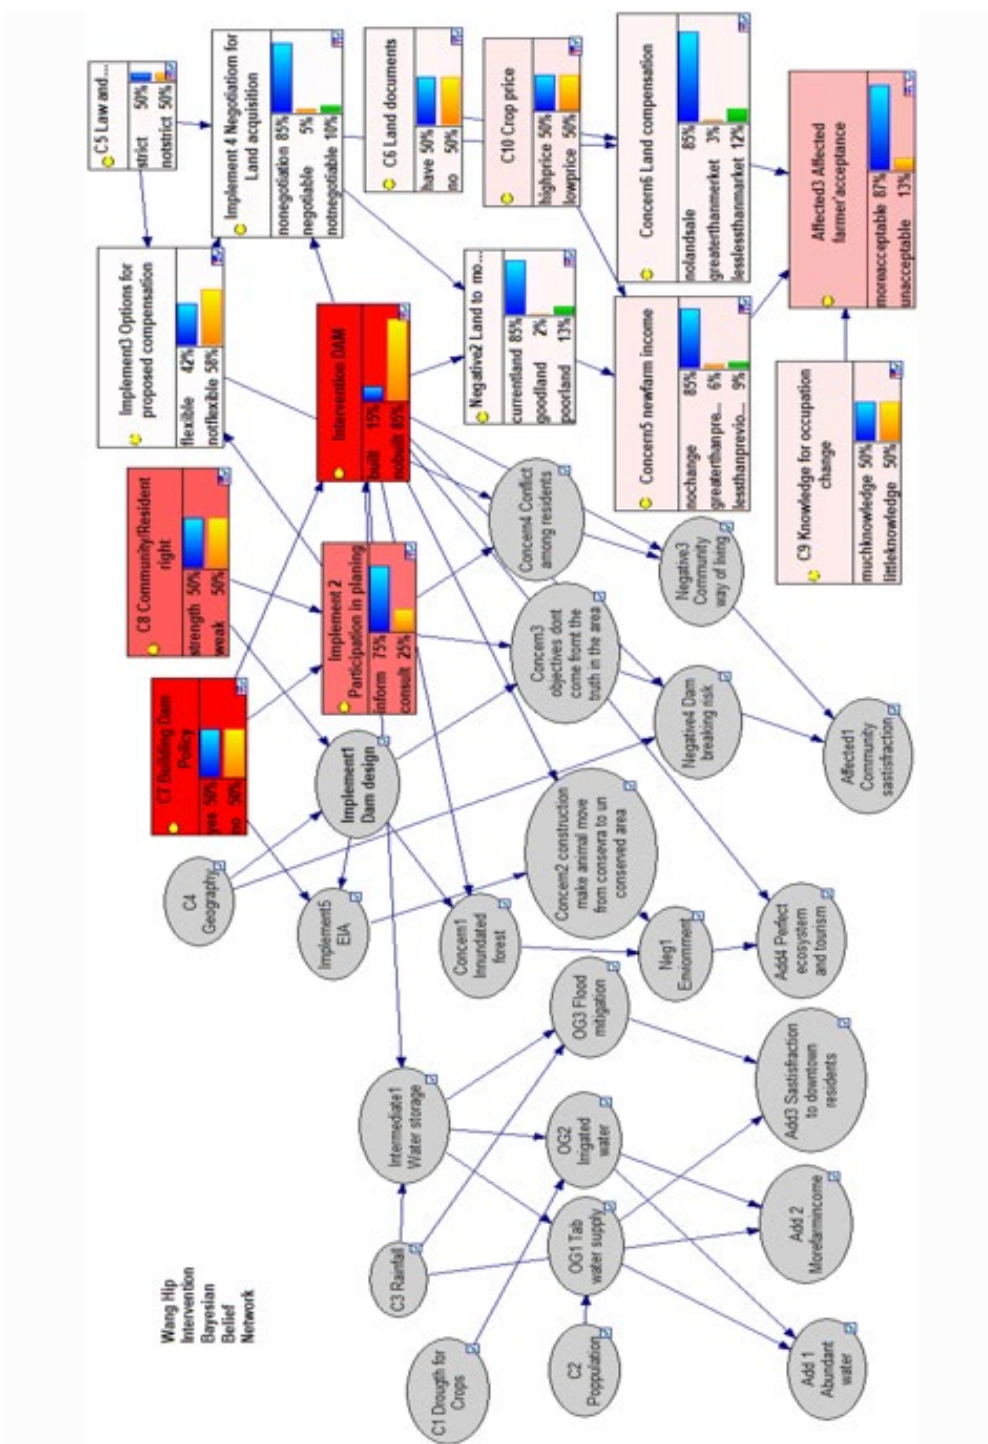 Wang Hip
Intervention
Bayesian
Belief
Network
C7 Building Dam
Policy
yes 50%
no 50%
C8 Community/Resident
right
strength 50%
weak 50%
Implement3 Options for
proposed compensation
flexible 42%
notflexible 58%
C5 Law and...
strict 50%
notstrict 50%
C4
Geography
Implement 4 Negotiatiom for
Land acquisition
nonegotiation 85%
negotiable 5%
notnegotiable 10%
Implement5
EIA
Implement1
Dam design
Implement 2
Participation in planing
inform 75%
consult 25%
Intervention DAM
built 15%
nobuilt 85%
C6 Land documents
have 50%
no 50%
C3 Rainfall
Intermediate1
Water storage
C1 Drougth for
Crops
Concern1
Innundated
forest
Negative2 Land to mo...
currentland 85%
goodland 2%
poorland 13%
C10 Crop price
highprice 50%
lowprice 50%
Concern4 Conflict
among residents
Concern3
objectives dont
come fromt the
truth in the area
Concern2 construction
make animal move
from consevra to un
conserved area
C2
Poppulation
OG1 Tab
water supply
OG2
Irrigated
water
OG3 Flood
mitigation
Neg1
Enviornment
Negative4 Dam
breaking risk
Negative3
Community
way of living
Concern5 newfarm income
nochange 85%
greaterthanpre... 6%
lessthanprevio... 9%
Concern6 Land compensation
nolandsale 85%
greaterthanmerket 3%
lesslessthanmarket 12%
Add 1
Abundant
water
Add 2
Morefarmincome
Add3 Sastisfraction
to downtown
residents
Add4 Perfect
ecosystem
and tourism
Affected1
Community
sastisfaction
C9 Knowledge for occupation
change
muchknowledge 50%
littleknowledge 50%
Affected3 Affected
farmer'acceptance
moreacceptable 87%
unacceptable 13%